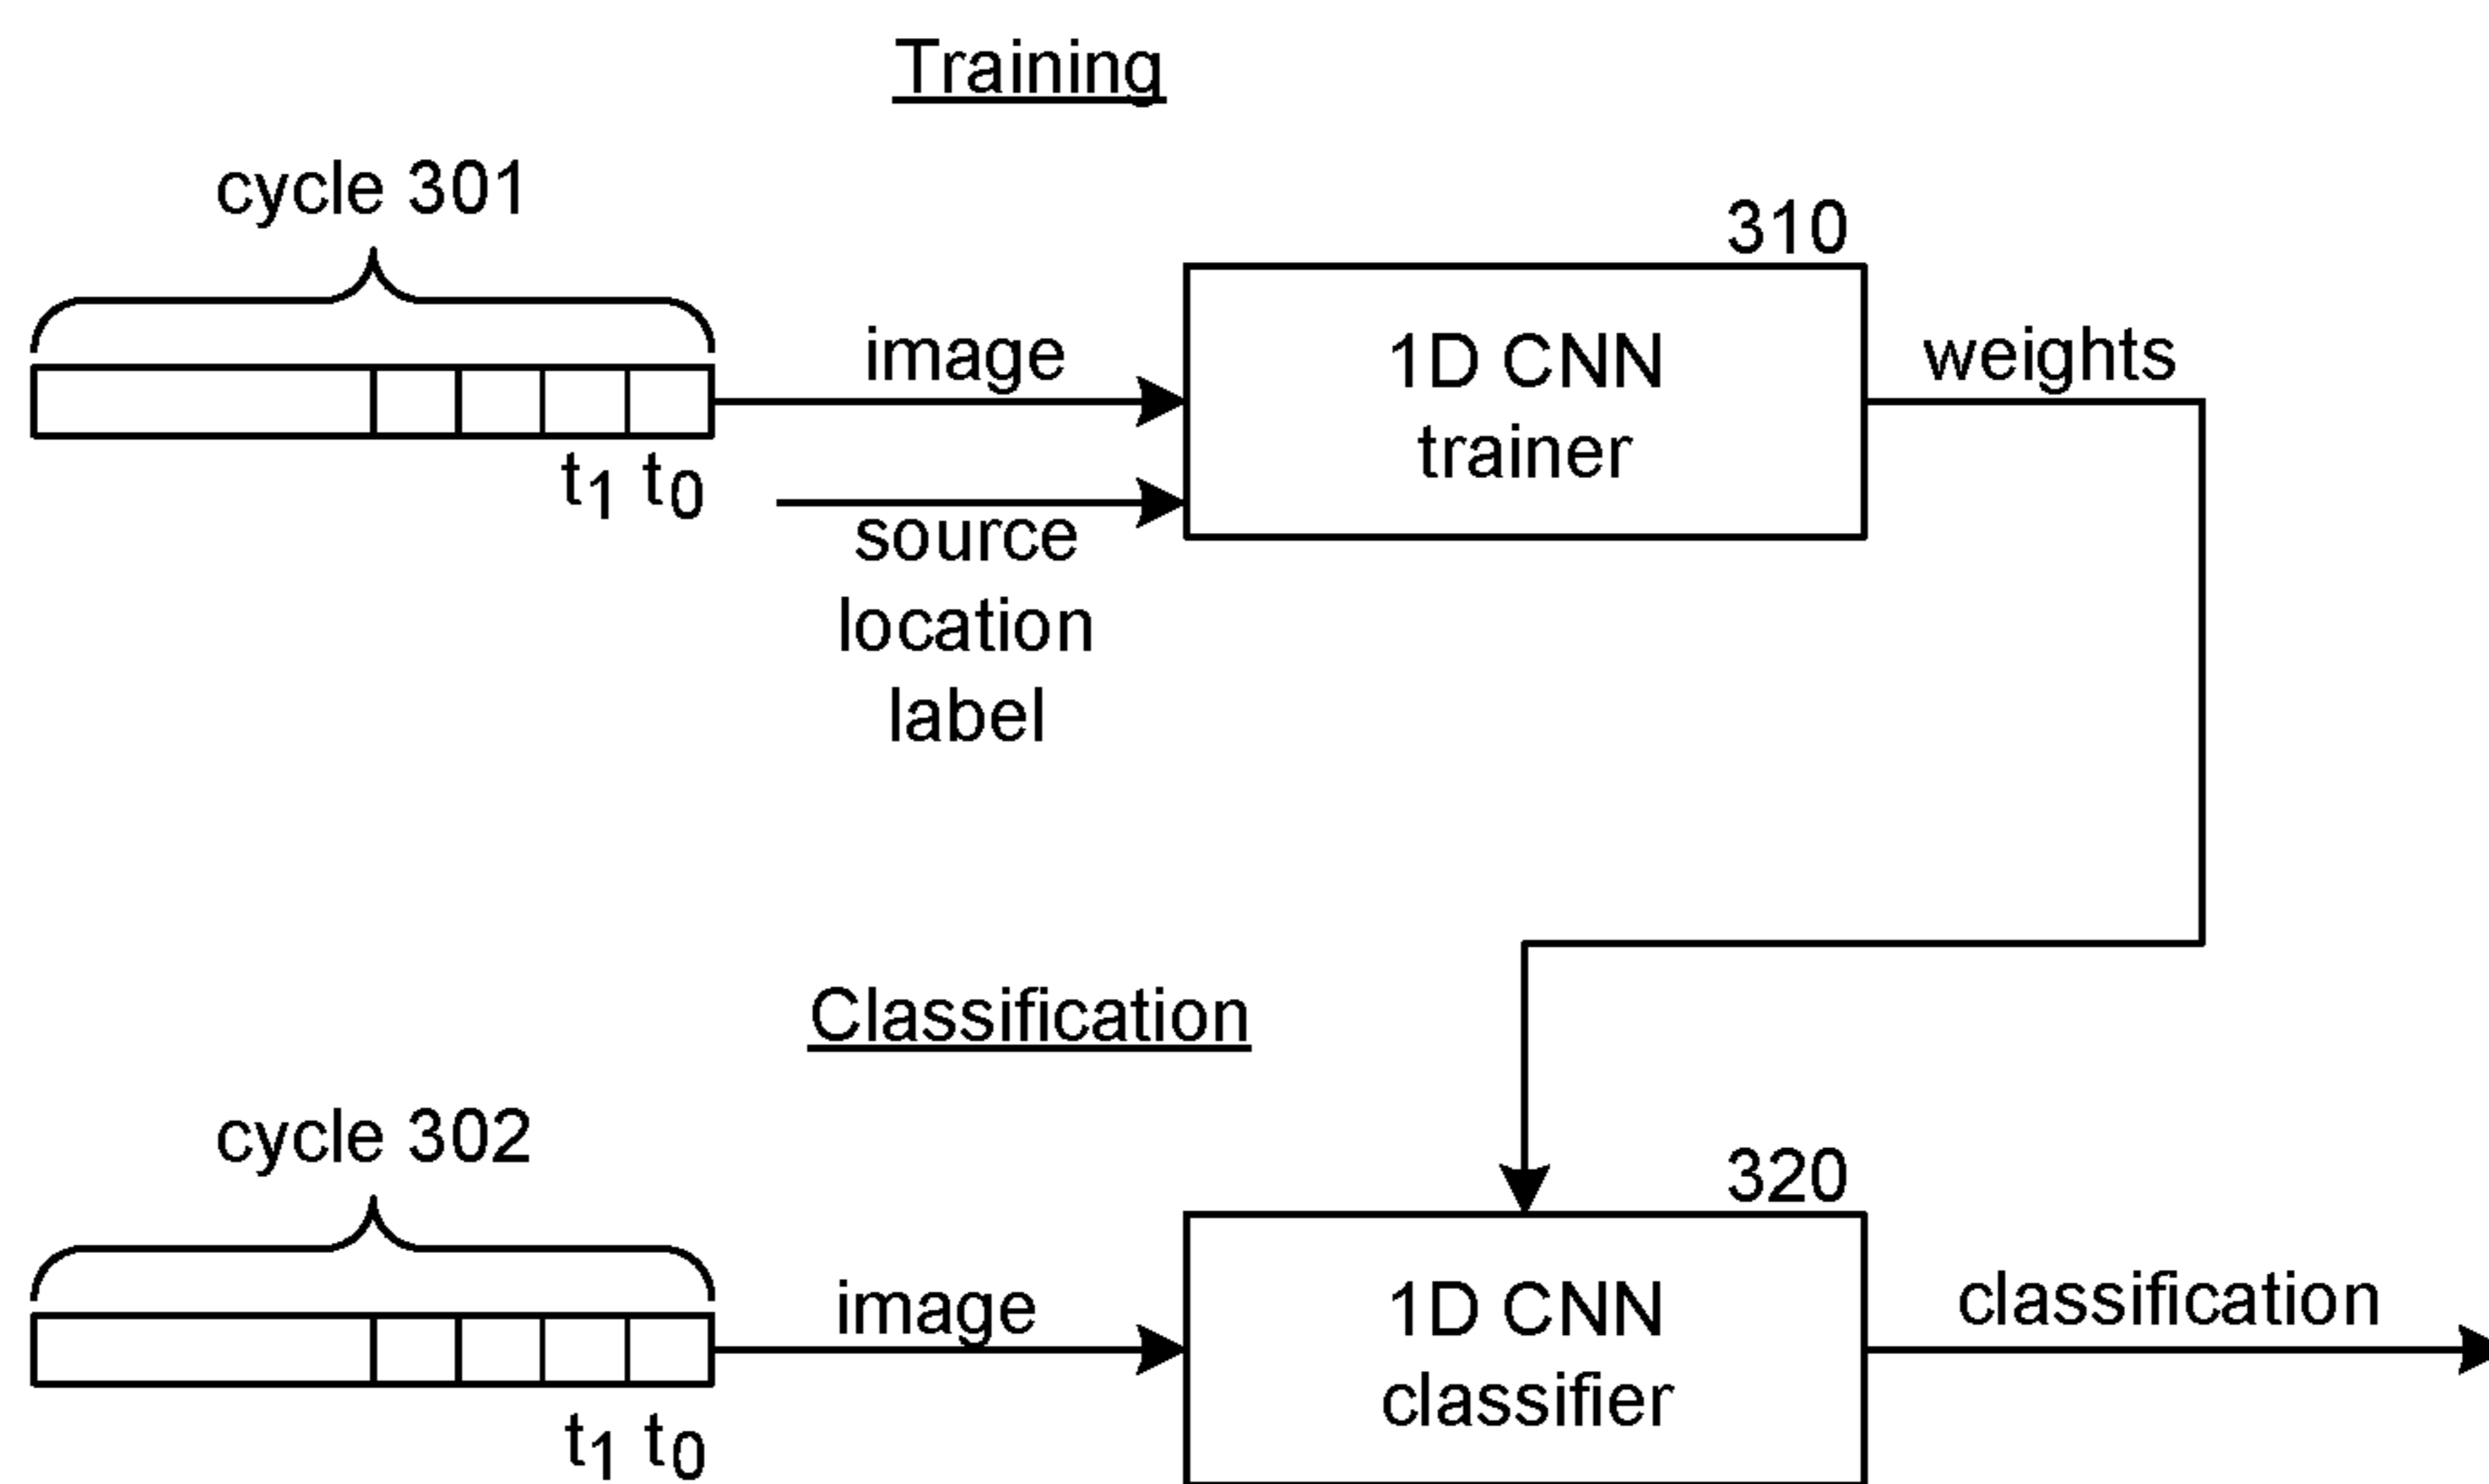 Training
cycle 301
310
image
1D CNN
trainer
weights
t1 t0
source
location
label
Classification
cycle 302
320
image
1D CNN
classifier
classification
t1 t0